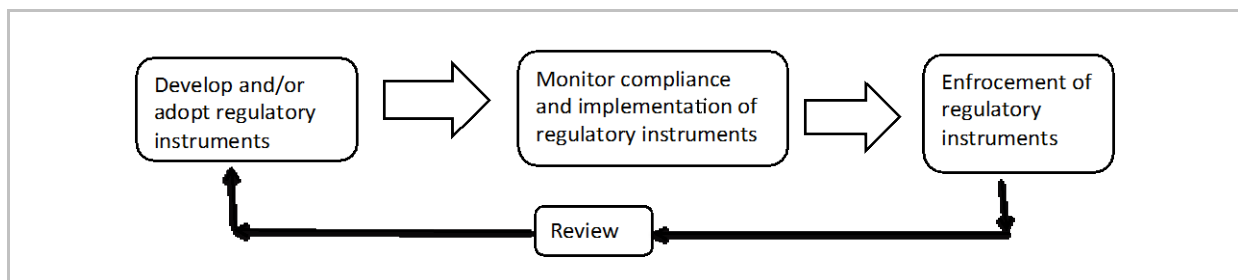 Develop and/or
adopt regulatory
instruments
Monitor compliance
and implementation of
regulatory instruments
Enfrocement of
regulatory
instruments
Review